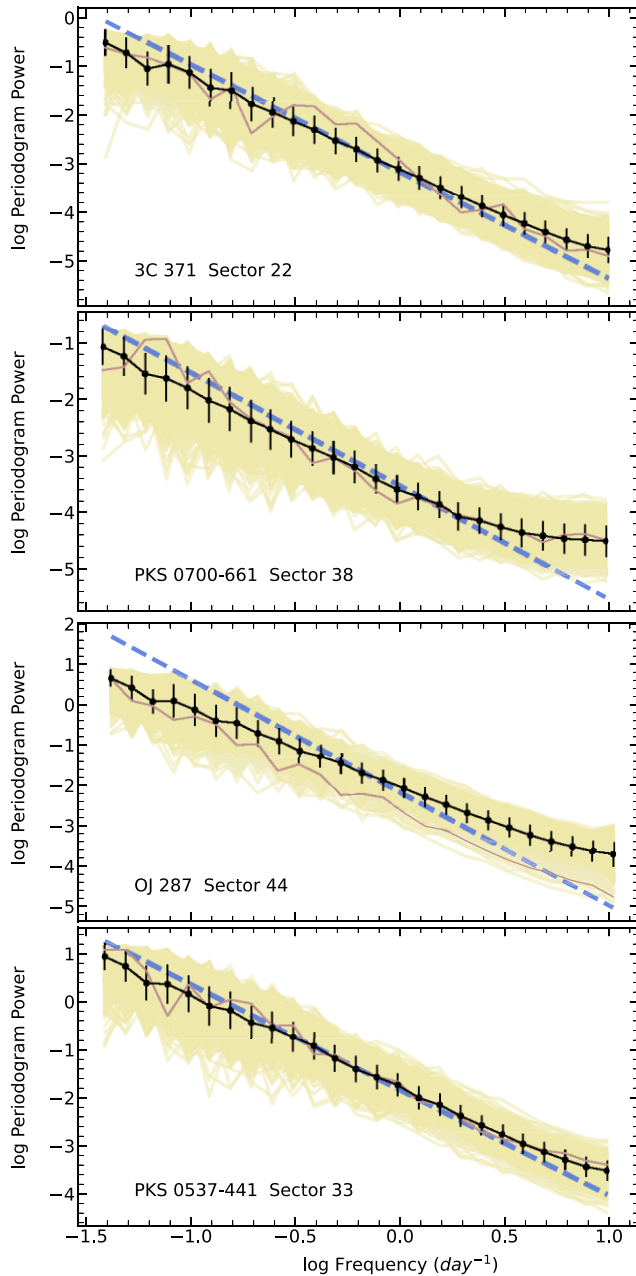 0
−1
−2
−3
−4
−5
log Periodogram Power
3C 371 Sector 22
−1
−2
−3
−4
−5
log Periodogram Power
PKS 0700-661 Sector 38
2
1
0
−1
−2
−3
−4
−5
log Periodogram Power
OJ 287 Sector 44
1
0
−1
−2
−3
−4
log Periodogram Power
PKS 0537-441 Sector 33
−1.5 −1.0 −0.5 0.0 0.5 1.0
log Frequency (day⁻¹)